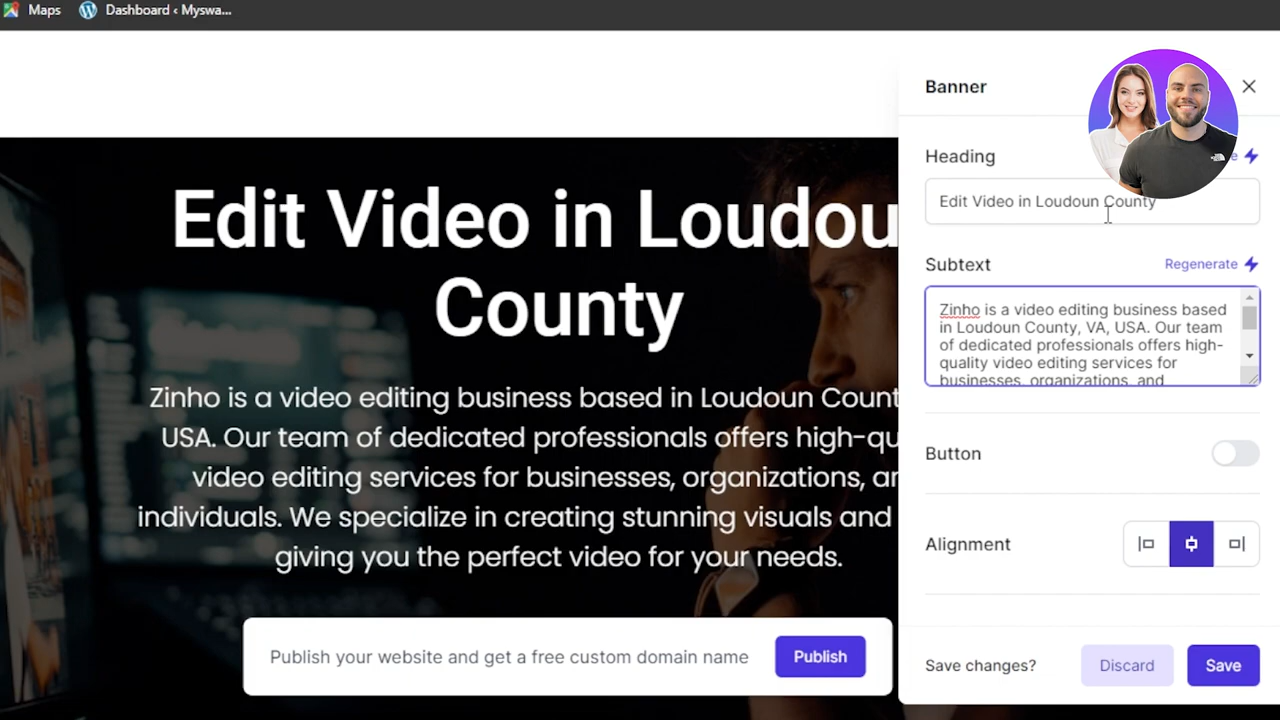 Maps
Dashboard ‹ Myswa...
Edit Video in Loudou
County
Zinho is a video editing business based in Loudoun Count
USA. Our team of dedicated professionals offers high-qu
video editing services for businesses, organizations, an
individuals. We specialize in creating stunning visuals and
giving you the perfect video for your needs.
Publish your website and get a free custom domain name
Publish
Banner
Heading
Edit Video in Loudoun County
Subtext
Regenerate
Zinho is a video editing business based
in Loudoun County, VA, USA. Our team
of dedicated professionals offers high-
quality video editing services for
businesses, organizations, and
Button
Alignment
Save changes?
Discard
Save